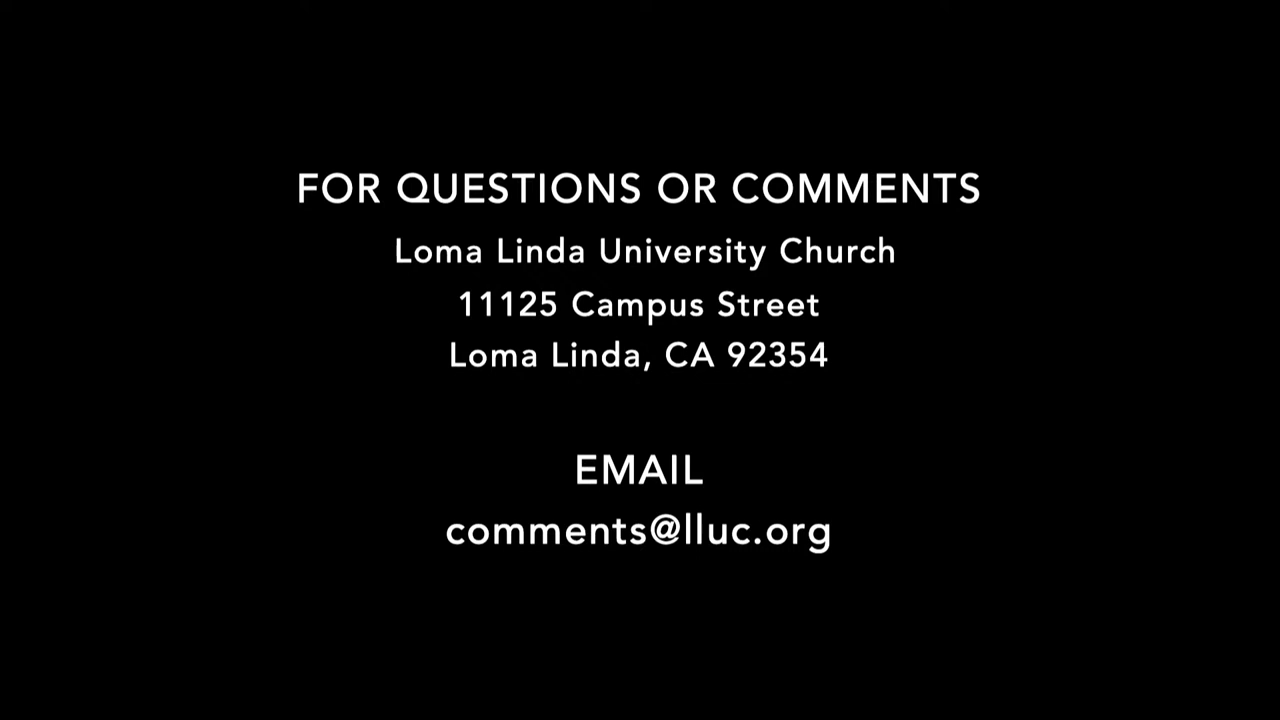 FOR QUESTIONS OR COMMENTS
Loma Linda University Church
11125 Campus Street
Loma Linda, CA 92354
EMAIL
comments@lluc.org